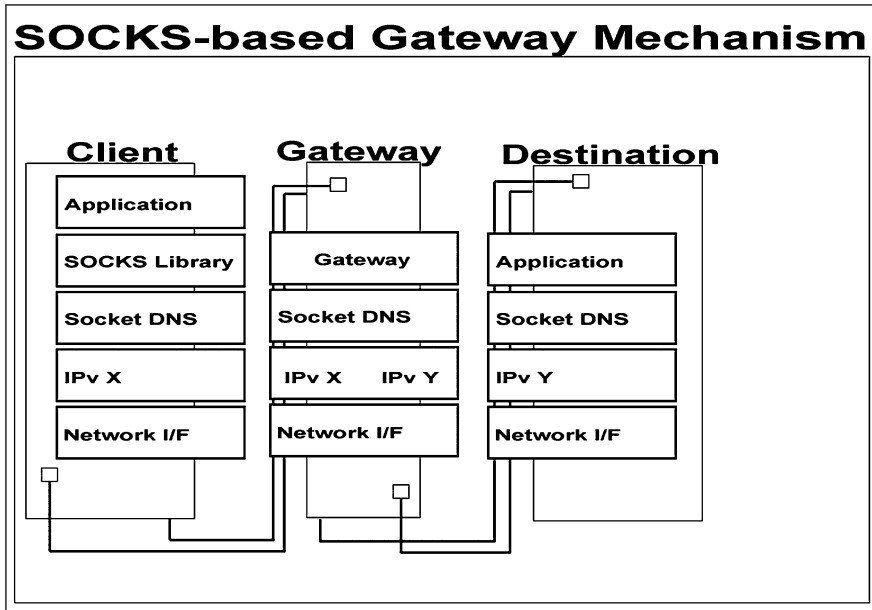 SOCKS-based Gateway Mechanism
Client
Application
SOCKS Library
Socket DNS
IPv X
Network I/F
Gateway
Gateway
Socket DNS
IPv X IPv Y
Network I/F
Destination
Application
Socket DNS
IPv Y
Network I/F